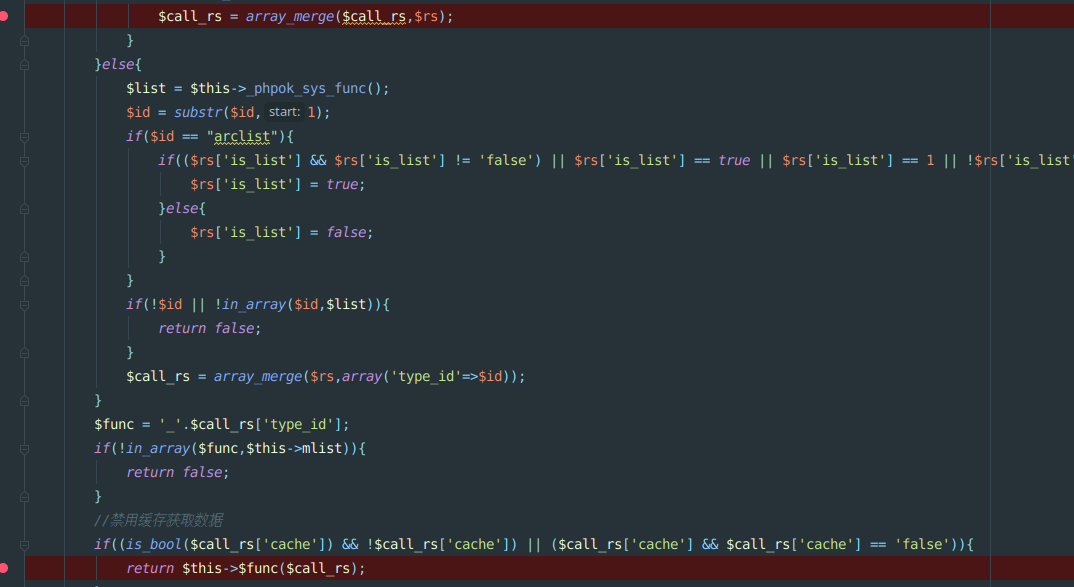 $call_rs = array_merge($call_rs,$rs);
}
}else{
$list = $this->_phpok_sys_func();
$id = substr($id, start: 1);
if($id == "arclist"){
if(($rs['is_list'] && $rs['is_list'] != 'false') || $rs['is_list'] == true || $rs['is_list'] == 1 || !$rs['is_list'
$rs['is_list'] = true;
}else{
$rs['is_list'] = false;
}
}
if(!$id || !in_array($id,$list)){
return false;
}
$call_rs = array_merge($rs,array('type_id'=>$id));
}
$func = '_'.$call_rs['type_id'];
if(!in_array($func,$this->mlist)){
return false;
}
//禁用缓存获取数据
if((is_bool($call_rs['cache']) && !$call_rs['cache']) || ($call_rs['cache'] && $call_rs['cache'] == 'false')){
return $this->$func($call_rs);